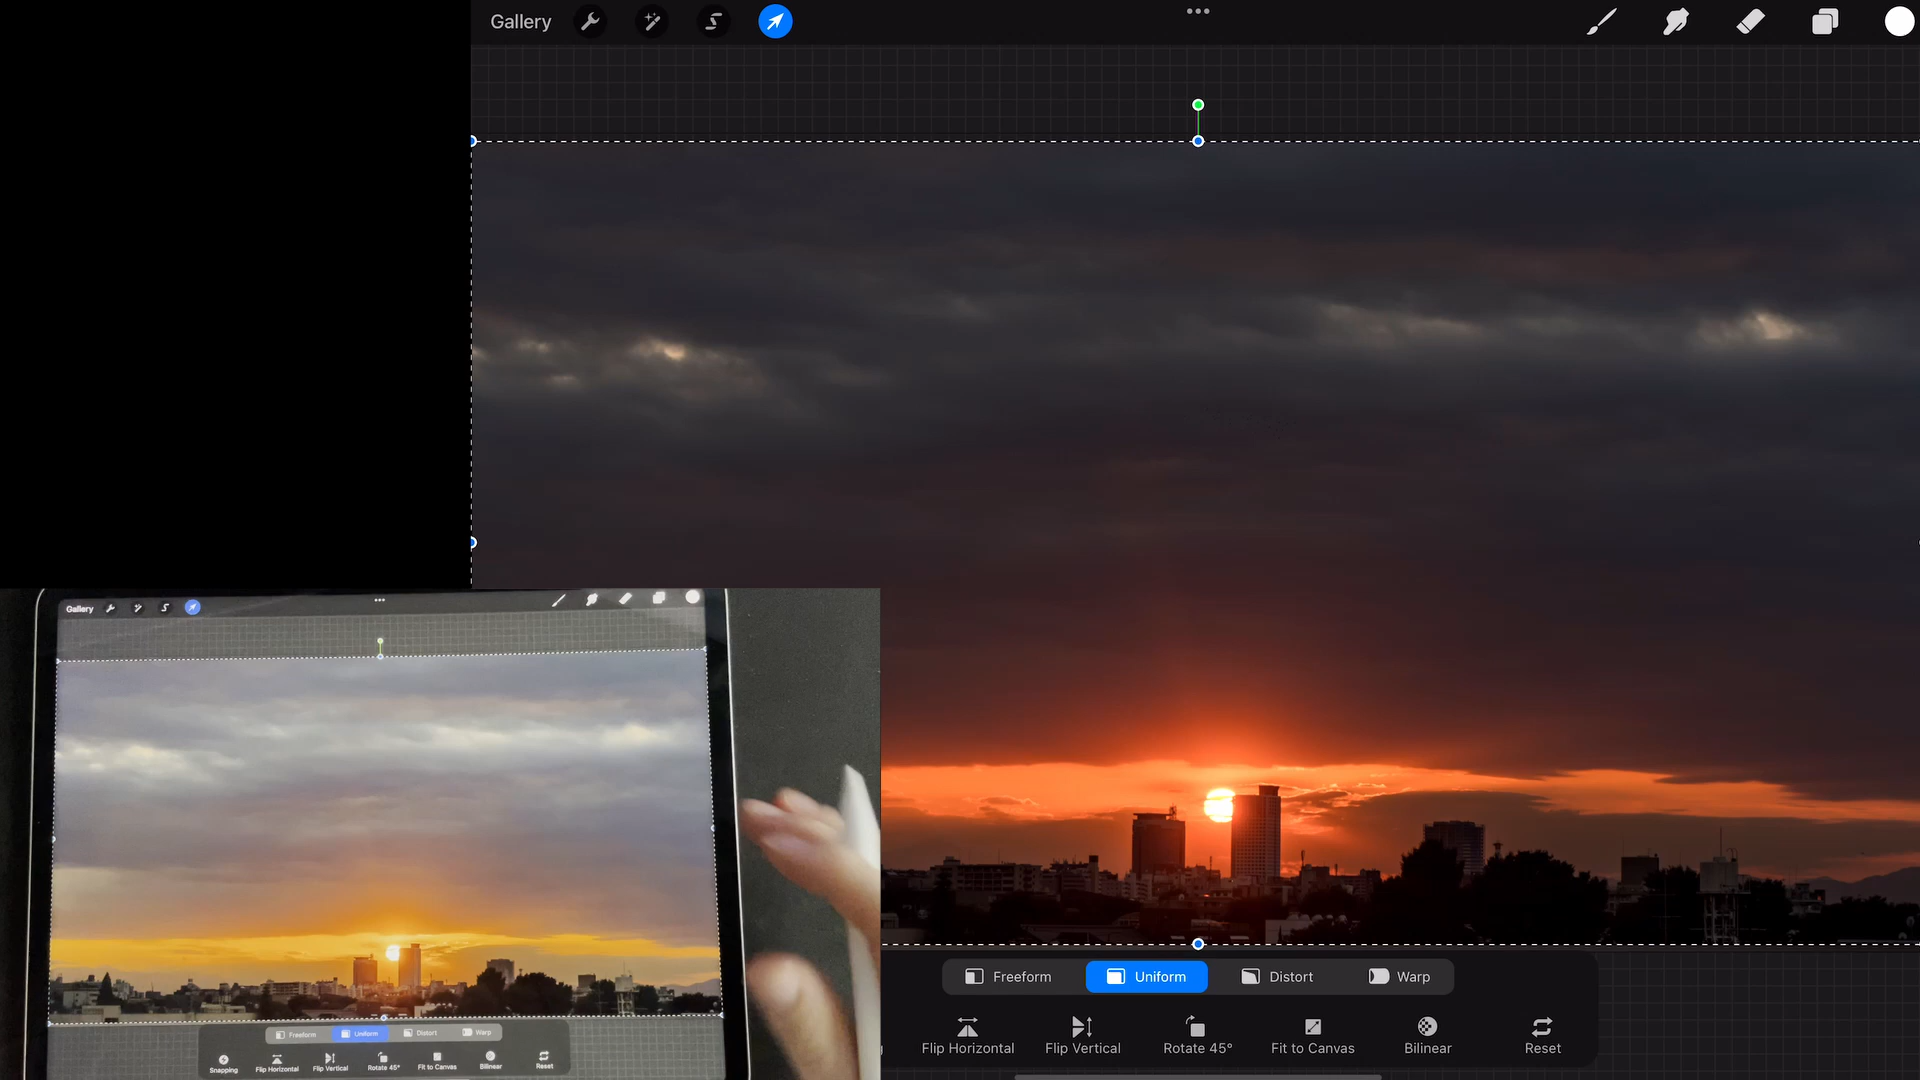 Gallery
Freeform Uniform Distort Warp
Flip Horizontal Flip Vertical Rotate 45° Fit to Canvas Bilinear Reset
Gallery
Freeform Uniform Distort Warp
Snapping Flip Horizontal Flip Vertical Rotate 45° Fit to Canvas Bilinear Reset